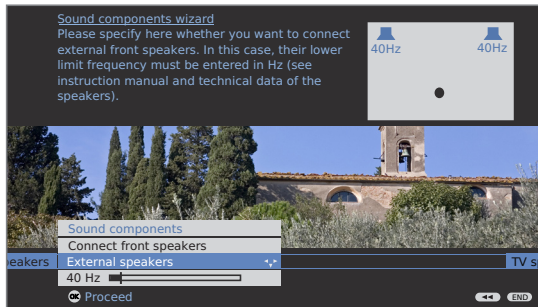 Sound components wizard
Please specify here whether you want to connect
external front speakers. In this case, their lower
limit frequency must be entered in Hz (see
instruction manual and technical data of the
speakers).
40Hz 40Hz
Sound components
Connect front speakers
eakers External speakers TV s
40 Hz
OK Proceed
END